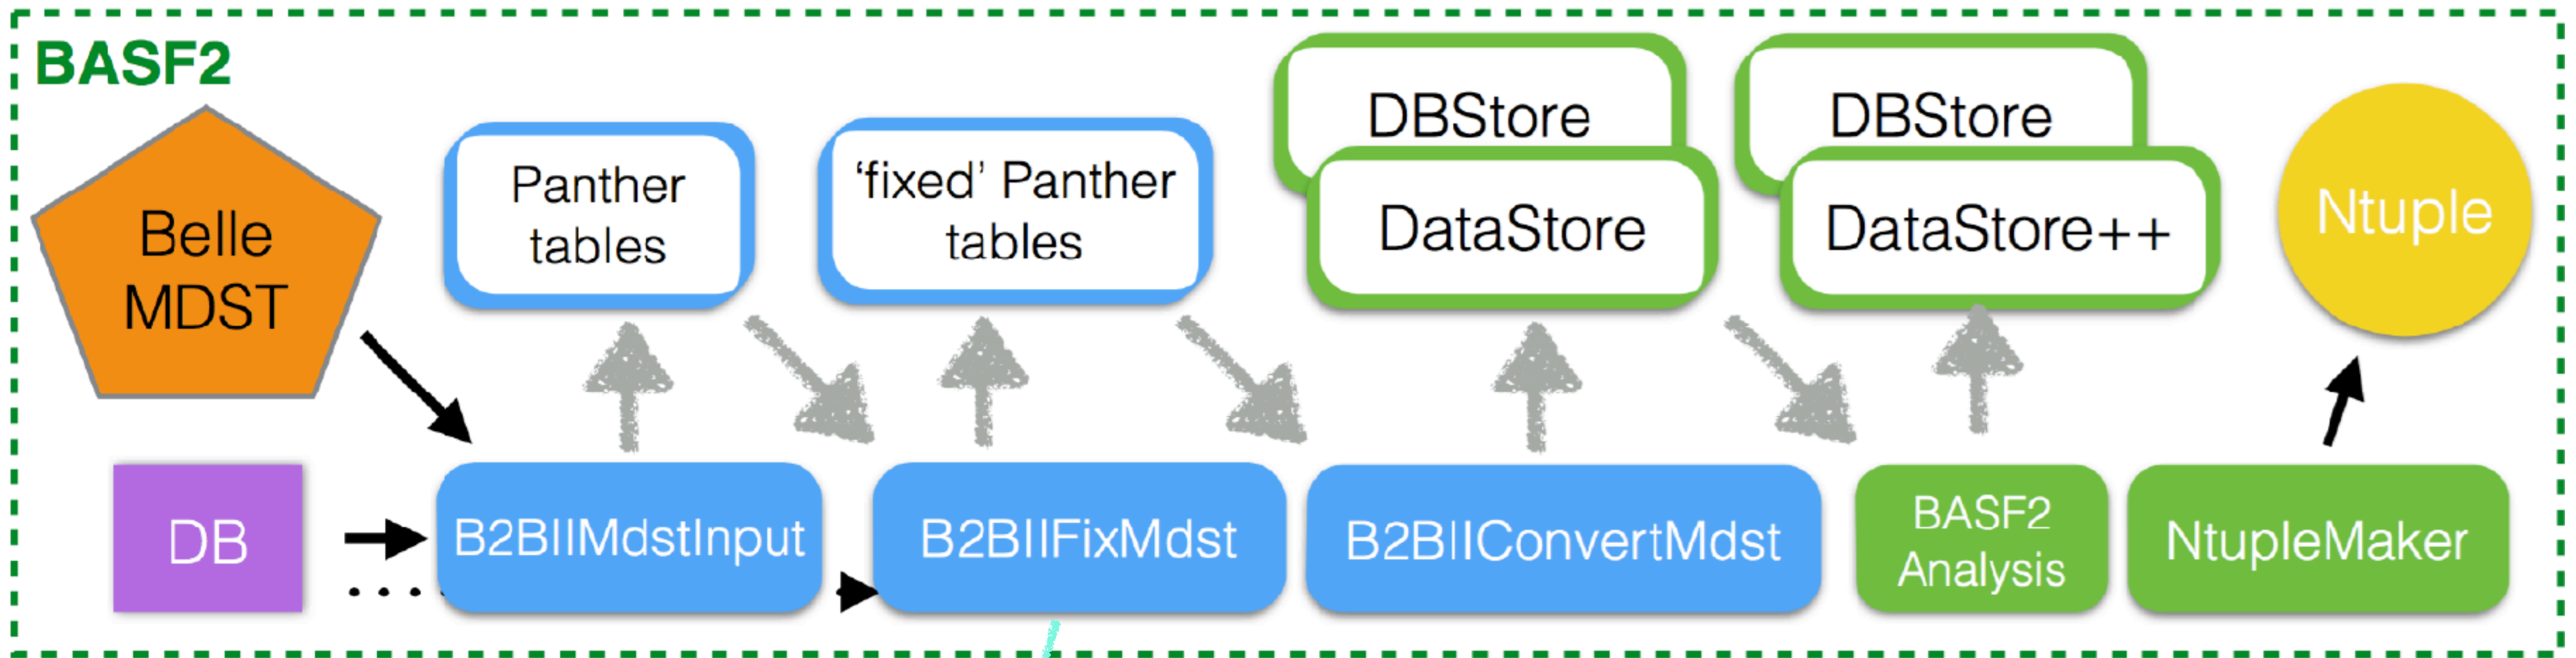 BASF2
Belle
MDST
Panther
tables
‘fixed’ Panther
tables
DBStore
DataStore
DBStore
DataStore++
Ntuple
DB
B2BIIMdstInput
B2BIIFixMdst
B2BIIConvertMdst
BASF2
Analysis
NtupleMaker